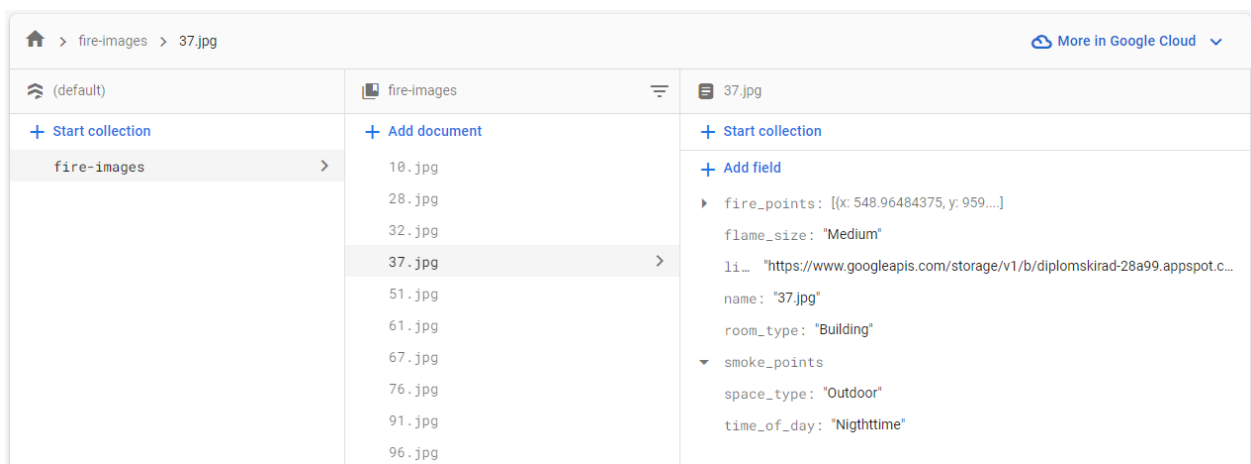 fire-images > 37.jpg
More in Google Cloud
(default)
fire-images
37.jpg
+ Start collection
+ Add document
+ Start collection
fire-images
10.jpg
28.jpg
32.jpg
37.jpg
51.jpg
61.jpg
67.jpg
76.jpg
91.jpg
96.jpg
+ Add field
fire_points: [{x: 548.96484375, y: 959....]
flame_size: "Medium"
li… "https://www.googleapis.com/storage/v1/b/diplomskirad-28a99.appspot.c...
name: "37.jpg"
room_type: "Building"
smoke_points
space_type: "Outdoor"
time_of_day: "Nigthttime"